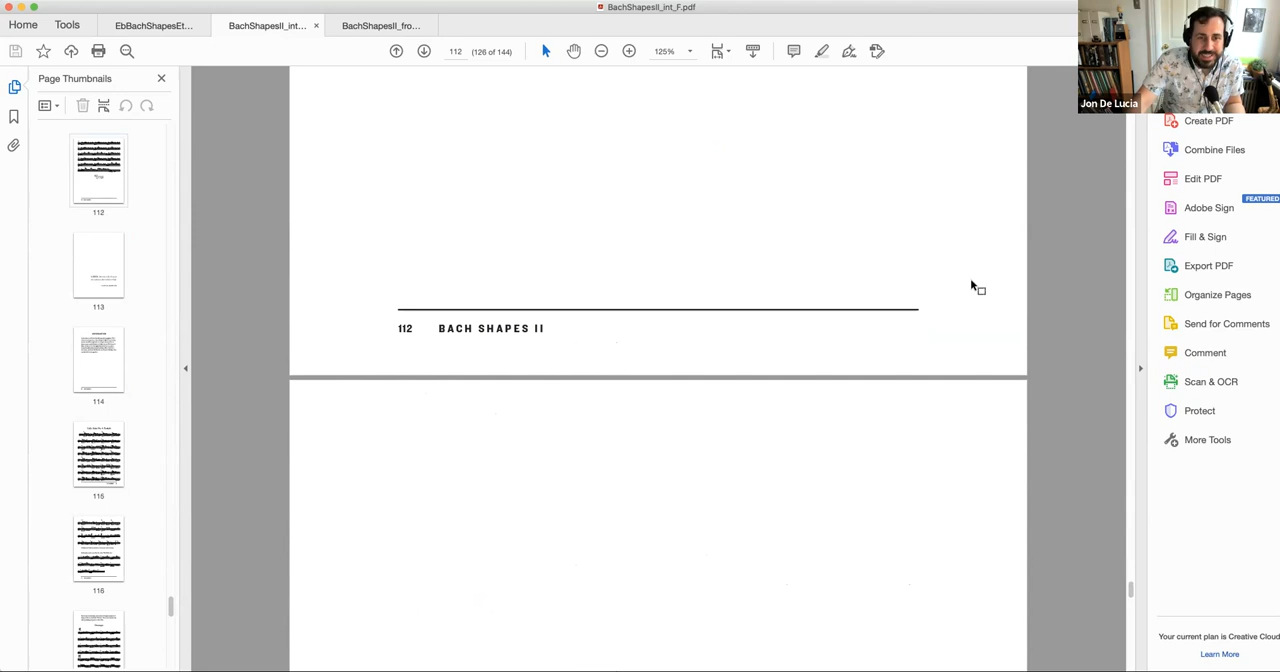 BachShapesII_int_F.pdf
Home
Tools
EbBachShapesEt...
BachShapesII_int...
BachShapesII_fro...
112
(126 of 144)
125%
Jon De Lucia
Page Thumbnails
112
113
114
115
116
112 BACH SHAPES II
Create PDF
Combine Files
Edit PDF
Adobe Sign
FEATURED
Fill & Sign
Export PDF
Organize Pages
Send for Comments
Comment
Scan & OCR
Protect
More Tools
Your current plan is Creative Cloud
Learn More